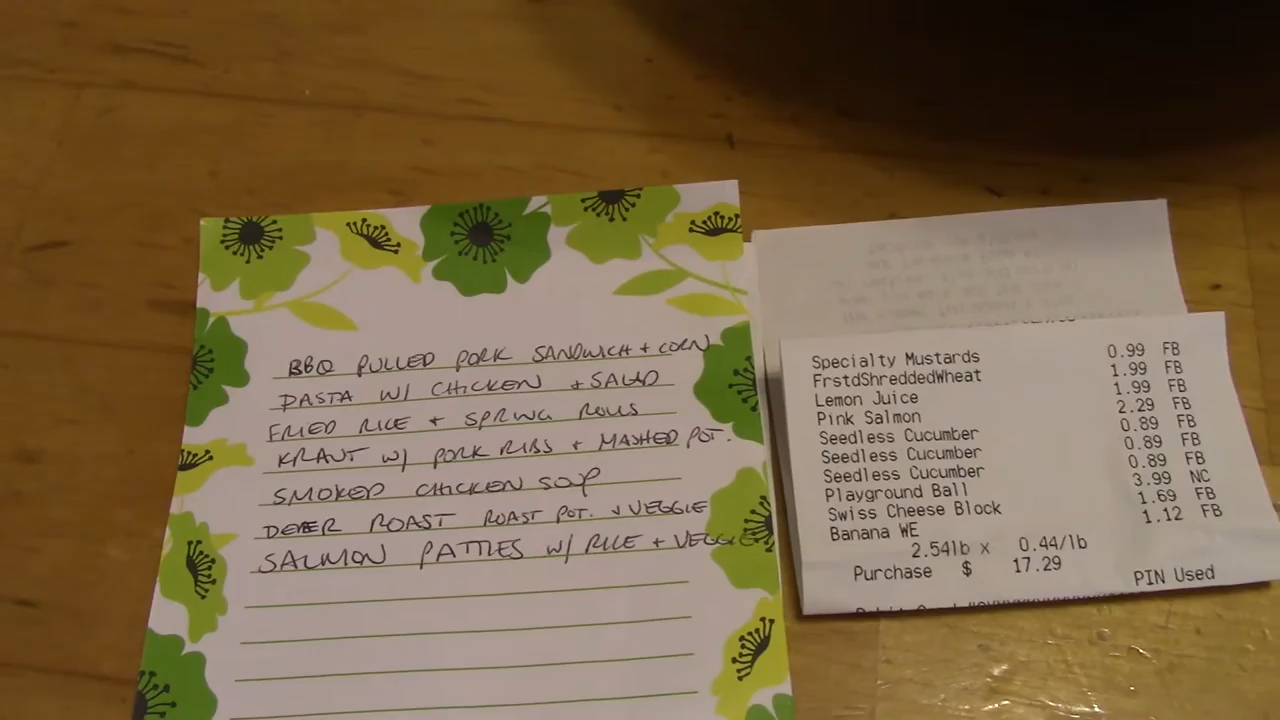 BBQ PULLED PORK SANDWICH + CORN
PASTA W/ CHICKEN + SALAD
FRIED RICE + SPRING ROLLS
KRAUT W/ PORK RIBS + MASHED POT.
SMOKED CHICKEN SOUP
DEER ROAST ROAST POT. + VEGGIE
SALMON PATTIES W/ RICE + VEGGIE
Specialty Mustards 0.99 FB
FrstdShreddedWheat 1.99 FB
Lemon Juice 1.99 FB
Pink Salmon 2.29 FB
Seedless Cucumber 0.89 FB
Seedless Cucumber 0.89 FB
Seedless Cucumber 0.89 FB
Playground Ball 3.99 NC
Swiss Cheese Block 1.69 FB
Banana WE 1.12 FB
2.54lb x 0.44/lb
Purchase $ 17.29
PIN Used